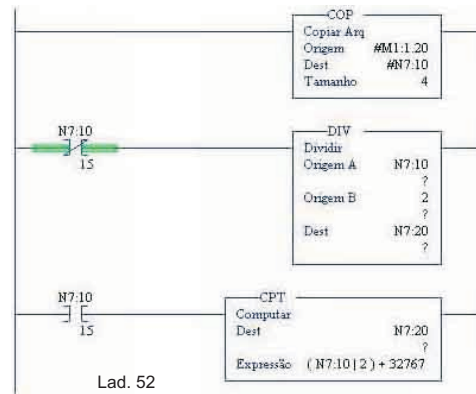 COP
Copiar Arq
Origem #M1:1.20
Dest #N7:10
Tamanho 4
N7:10
15
DIV
Dividir
Origem A N7:10
?
Origem B 2
?
Dest N7:20
?
N7:10
15
CPT
Computar
Dest N7:20
?
Expressão ( N7:10 | 2 ) + 32767
Lad. 52